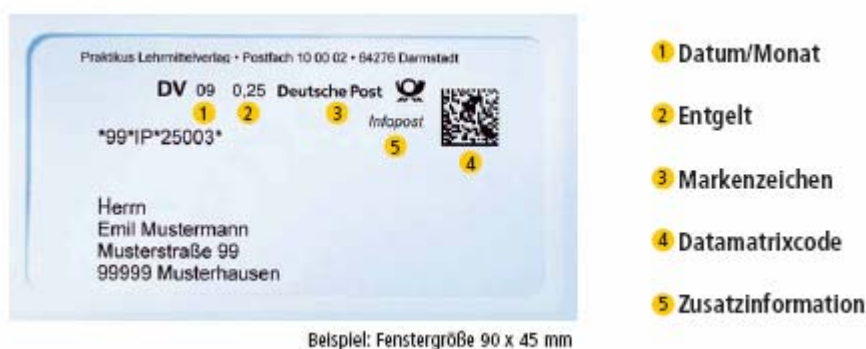 Praktikus Lehrmittelverlag • Postfach 10 00 02 • 64276 Darmstadt
DV 09 0,25 Deutsche Post
1 2 3
Infopost
5
4
*99*IP*25003*
Herrn
Emil Mustermann
Musterstraße 99
99999 Musterhausen
Beispiel: Fenstergröße 90 x 45 mm
1 Datum/Monat
2 Entgelt
3 Markenzeichen
4 Datamatrixcode
5 Zusatzinformation